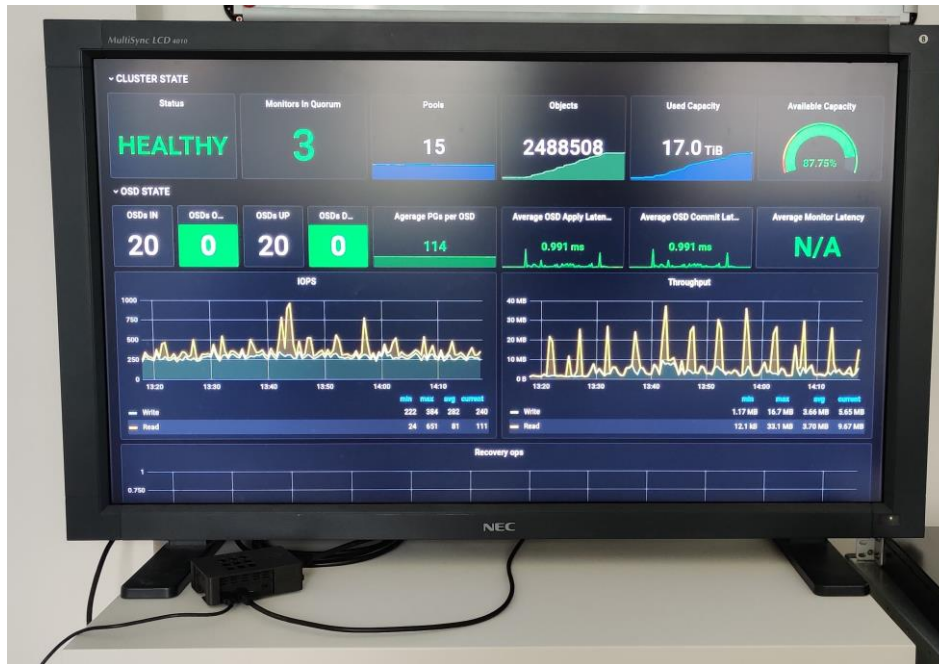 MultiSync LCD 4010
CLUSTER STATE
Status
Monitors In Quorum
Pools
Objects
Used Capacity
Available Capacity
HEALTHY
3
15
2488508
17.0 TiB
87.75%
OSD STATE
OSDs IN
OSDs O...
OSDs UP
OSDs D...
Agerage PGs per OSD
Average OSD Apply Laten...
Average OSD Commit Lat...
Average Monitor Latency
20
0
20
0
114
0.991 ms
0.991 ms
N/A
IOPS
1000
750
500
250
0
13:20 13:30 13:40 13:50 14:00 14:10
min max avg current
Write 222 384 282 240
Read 24 651 81 111
Throughput
40 MB
30 MB
20 MB
10 MB
0 B
13:20 13:30 13:40 13:50 14:00 14:10
min max avg current
Write 1.17 MB 16.7 MB 3.66 MB 5.65 MB
Read 12.1 kB 33.1 MB 3.70 MB 9.67 MB
Recovery ops
1
0.750
NEC